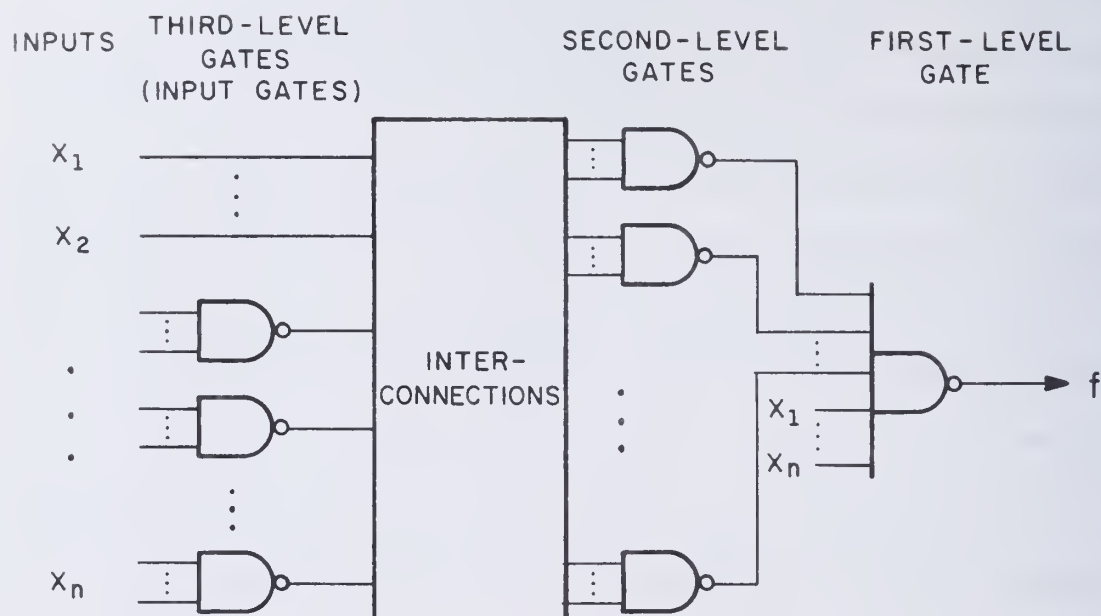 INPUTS
THIRD-LEVEL
GATES
(INPUT GATES)
SECOND-LEVEL
GATES
FIRST-LEVEL
GATE
X1
X2
Xn
INTER-
CONNECTIONS
X1
Xn
f